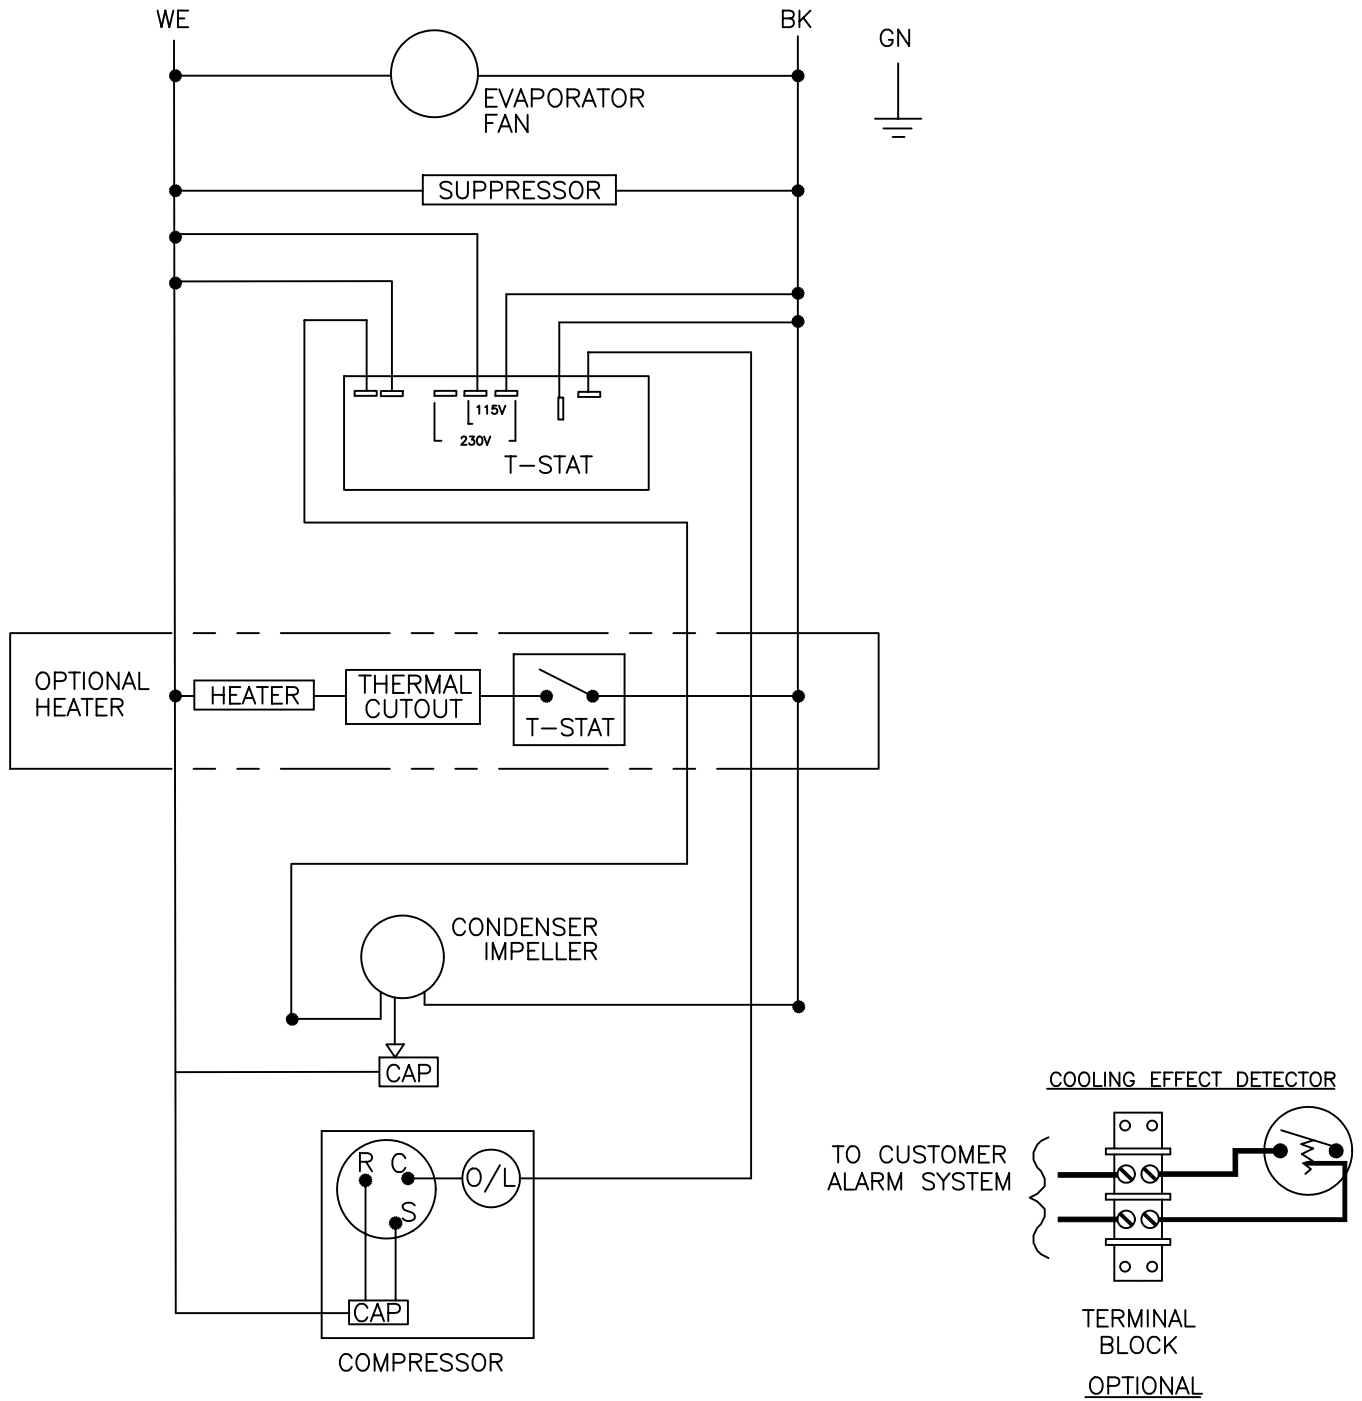 WE
BK
GN
EVAPORATOR
FAN
SUPPRESSOR
115V
230V
T-STAT
OPTIONAL
HEATER
HEATER
THERMAL
CUTOUT
T-STAT
CONDENSER
IMPELLER
CAP
R C
S
O/L
CAP
COMPRESSOR
COOLING EFFECT DETECTOR
TO CUSTOMER
ALARM SYSTEM
TERMINAL
BLOCK
OPTIONAL